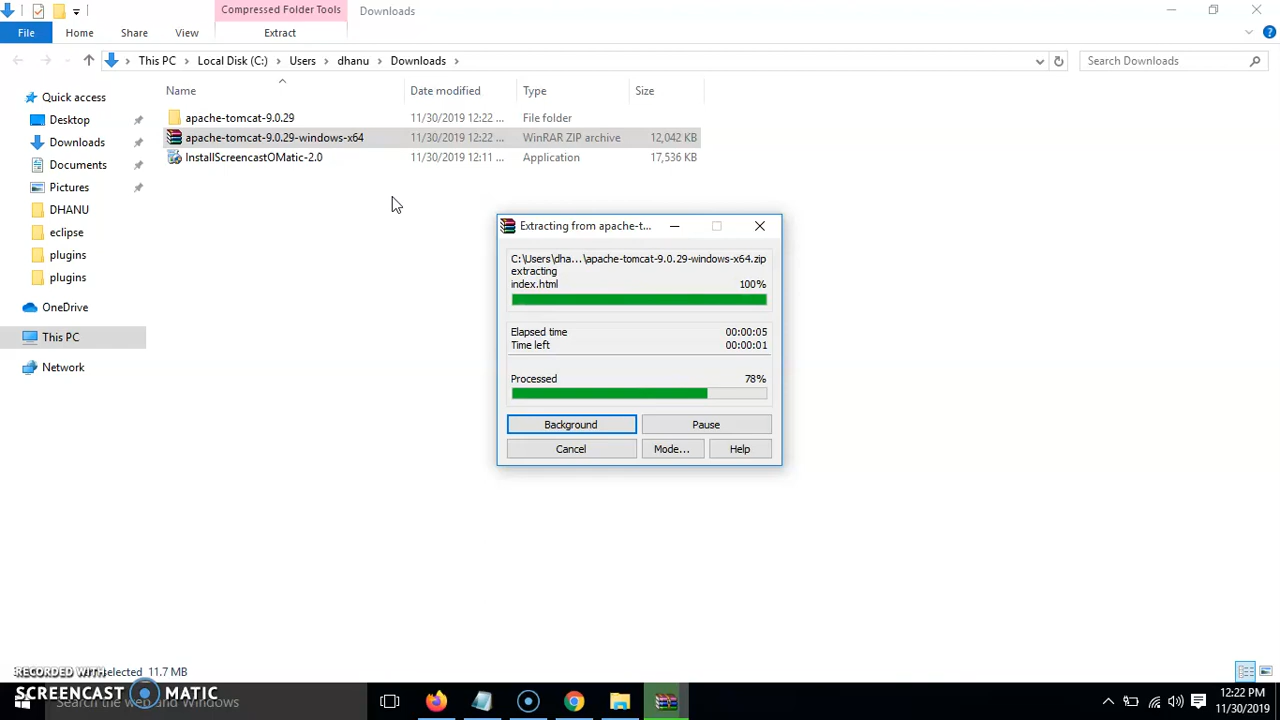 Compressed Folder Tools
Downloads
File
Home
Share
View
Extract
This PC
Local Disk (C:)
Users
dhanu
Downloads
Search Downloads
Name
Date modified
Type
Size
Quick access
Desktop
Downloads
Documents
Pictures
DHANU
eclipse
plugins
plugins
OneDrive
This PC
Network
apache-tomcat-9.0.29
11/30/2019 12:22 ...
File folder
apache-tomcat-9.0.29-windows-x64
11/30/2019 12:22 ...
WinRAR ZIP archive
12,042 KB
InstallScreencastOMatic-2.0
11/30/2019 12:11 ...
Application
17,536 KB
Extracting from apache-t...
C:\Users\dha...\apache-tomcat-9.0.29-windows-x64.zip
extracting
index.html
100%
Elapsed time
00:00:05
Time left
00:00:01
Processed
78%
Background
Pause
Cancel
Mode...
Help
RECORDED WITH
selected 11.7 MB
SCREENCAST MATIC
Search the web and Windows
12:22 PM
11/30/2019